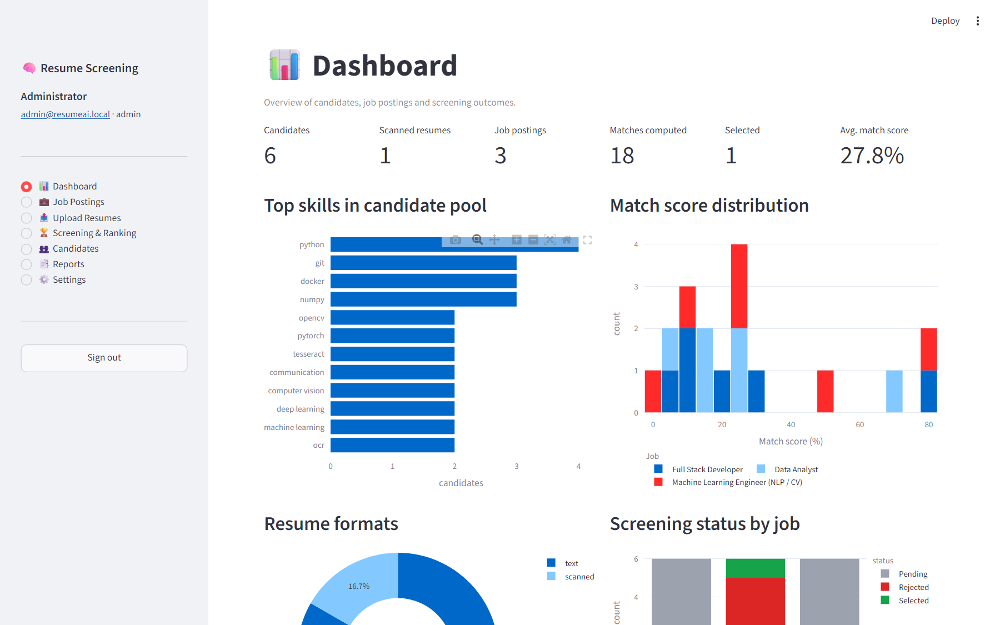 Deploy
Resume Screening
Administrator
admin@resumeai.local · admin
Dashboard
Job Postings
Upload Resumes
Screening & Ranking
Candidates
Reports
Settings
Sign out
Dashboard
Overview of candidates, job postings and screening outcomes.
Candidates
6
Scanned resumes
1
Job postings
3
Matches computed
18
Selected
1
Avg. match score
27.8%
Top skills in candidate pool
python
git
docker
numpy
opencv
pytorch
tesseract
communication
computer vision
deep learning
machine learning
ocr
0 1 2 3 4
candidates
Match score distribution
4
3
2
1
0
count
0 20 40 60 80
Match score (%)
Job
Full Stack Developer Data Analyst
Machine Learning Engineer (NLP / CV)
Resume formats
16.7%
text
scanned
Screening status by job
6
4
count
status
Pending
Rejected
Selected